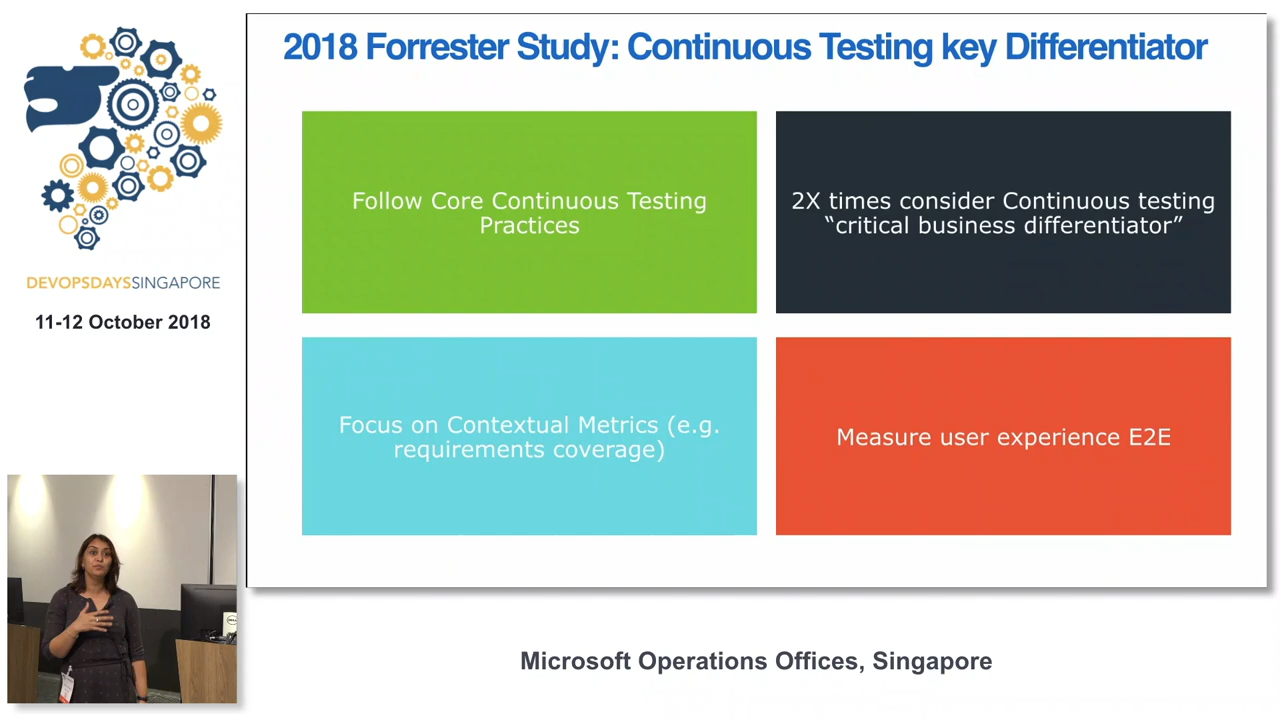 2018 Forrester Study: Continuous Testing key Differentiator
Follow Core Continuous Testing
Practices
2X times consider Continuous testing
“critical business differentiator”
Focus on Contextual Metrics (e.g.
requirements coverage)
Measure user experience E2E
DEVOPSDAYSSINGAPORE
11-12 October 2018
DELL
Microsoft Operations Offices, Singapore